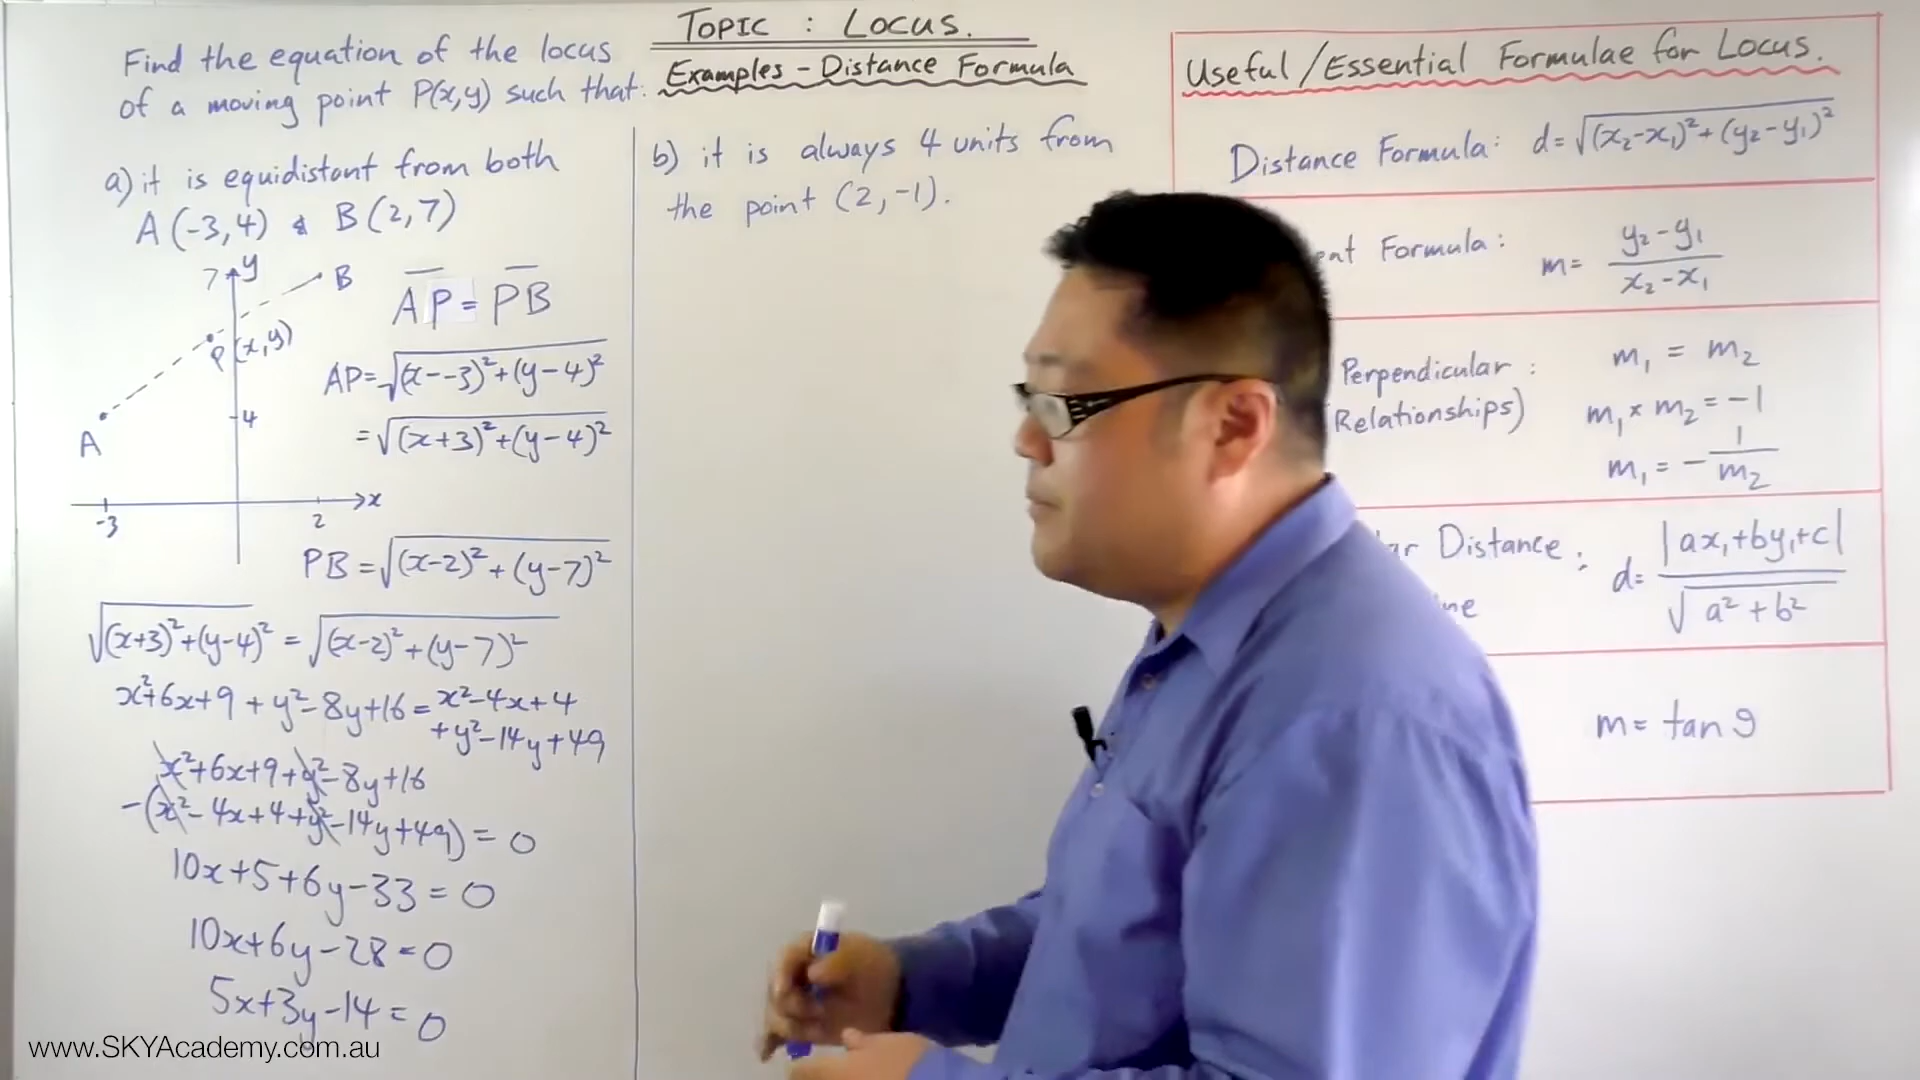 TOPIC : LOCUS.
Examples - Distance Formula
Find the equation of the locus
of a moving point P(x,y) such that:
a) it is equidistant from both
A (-3,4) & B (2,7)
7 y
B
P (x,y)
4
A
-3
2
x
AP = PB
AP=√(x--3)²+(y-4)²
=√(x+3)²+(y-4)²
PB=√(x-2)²+(y-7)²
√(x+3)²+(y-4)² = √(x-2)²+(y-7)²
x²+6x+9+y²-8y+16=x²-4x+4
+y²-14y+49
x²+6x+9+y²-8y+16
-(x²-4x+4+y²-14y+49)=0
10x+5+6y-33=0
10x+6y-28=0
5x+3y-14=0
b) it is always 4 units from
the point (2,-1).
Useful/Essential Formulae for Locus.
Distance Formula: d=√(x₂-x₁)²+(y₂-y₁)²
Formula: m= y₂-y₁ / x₂-x₁
Perpendicular : m₁ = m₂
(Relationships) m₁×m₂=-1
m₁=-1/m₂
Distance : d= |ax₁+by₁+c| / √a²+b²
m= tan θ
www.SKYAcademy.com.au